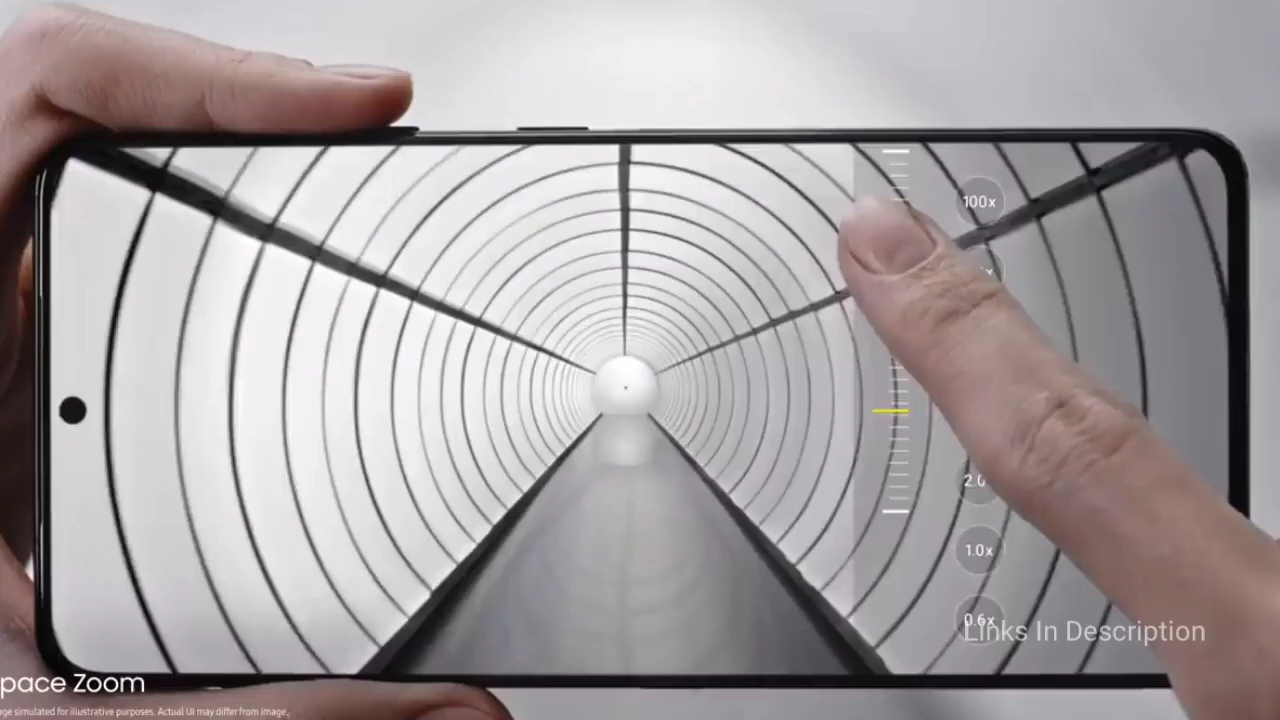 100x
x
2.0
1.0x
0.6x
Links In Description
pace Zoom
age simulated for illustrative purposes. Actual UI may differ from image.